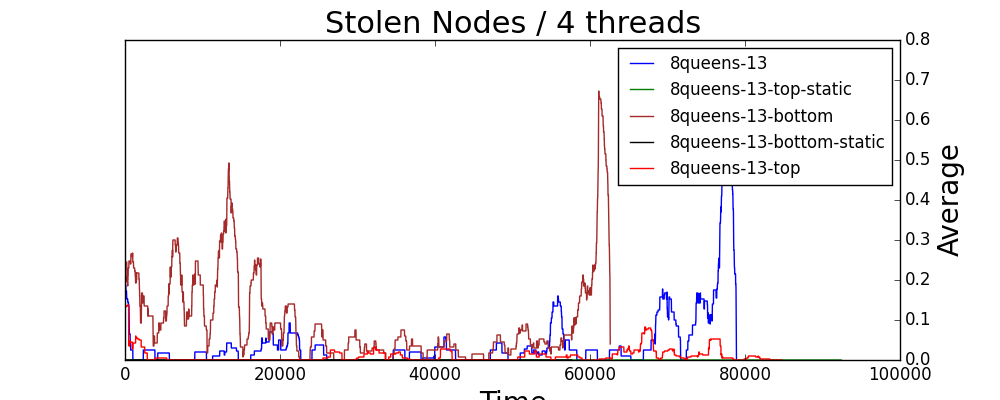 Stolen Nodes / 4 threads
8queens-13
8queens-13-top-static
8queens-13-bottom
8queens-13-bottom-static
8queens-13-top
0.8
0.7
0.6
0.5
0.4
0.3
0.2
0.1
0.0
Average
0 20000 40000 60000 80000 100000
Time